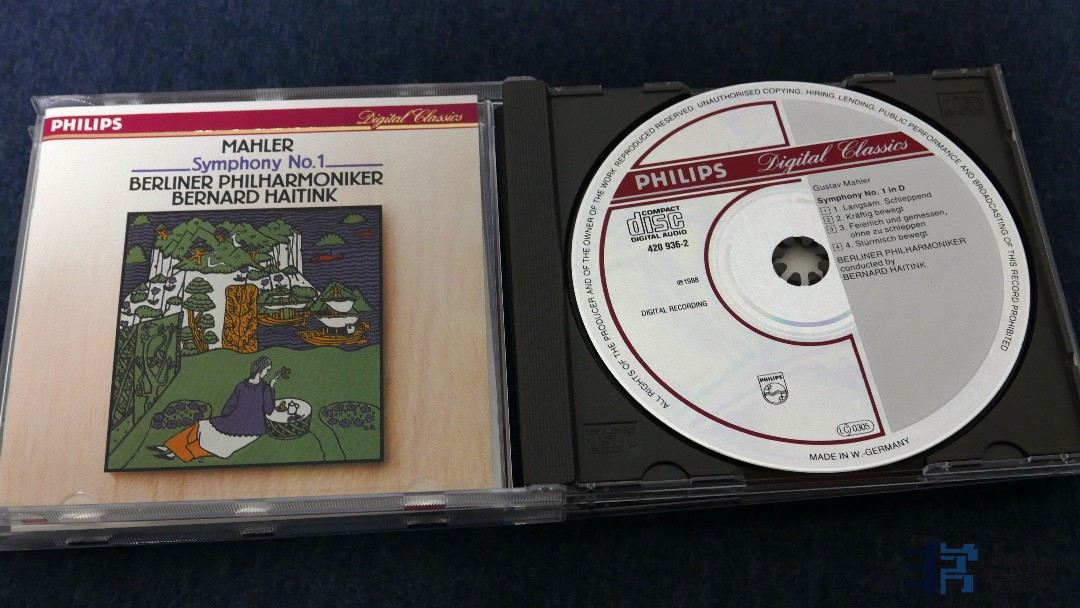 PHILIPS
Digital Classics
MAHLER
Symphony No.1
BERLINER PHILHARMONIKER
BERNARD HAITINK
ALL RIGHTS OF THE PRODUCER AND OF THE OWNER OF THE WORK REPRODUCED RESERVED. UNAUTHORISED COPYING, HIRING, LENDING, PUBLIC PERFORMANCE AND BROADCASTING OF THIS RECORD PROHIBITED
PHILIPS
Digital Classics
COMPACT
disc
DIGITAL AUDIO
420 936-2
℗1988
DIGITAL RECORDING
Gustav Mahler
Symphony No. 1 in D
1 1. Langsam. Schleppend
2 2. Kräftig bewegt
3 3. Feierlich und gemessen,
ohne zu schleppen
4 4. Stürmisch bewegt
BERLINER PHILHARMONIKER
conducted by
BERNARD HAITINK
PHILIPS
LC 0305
MADE IN W.-GERMANY